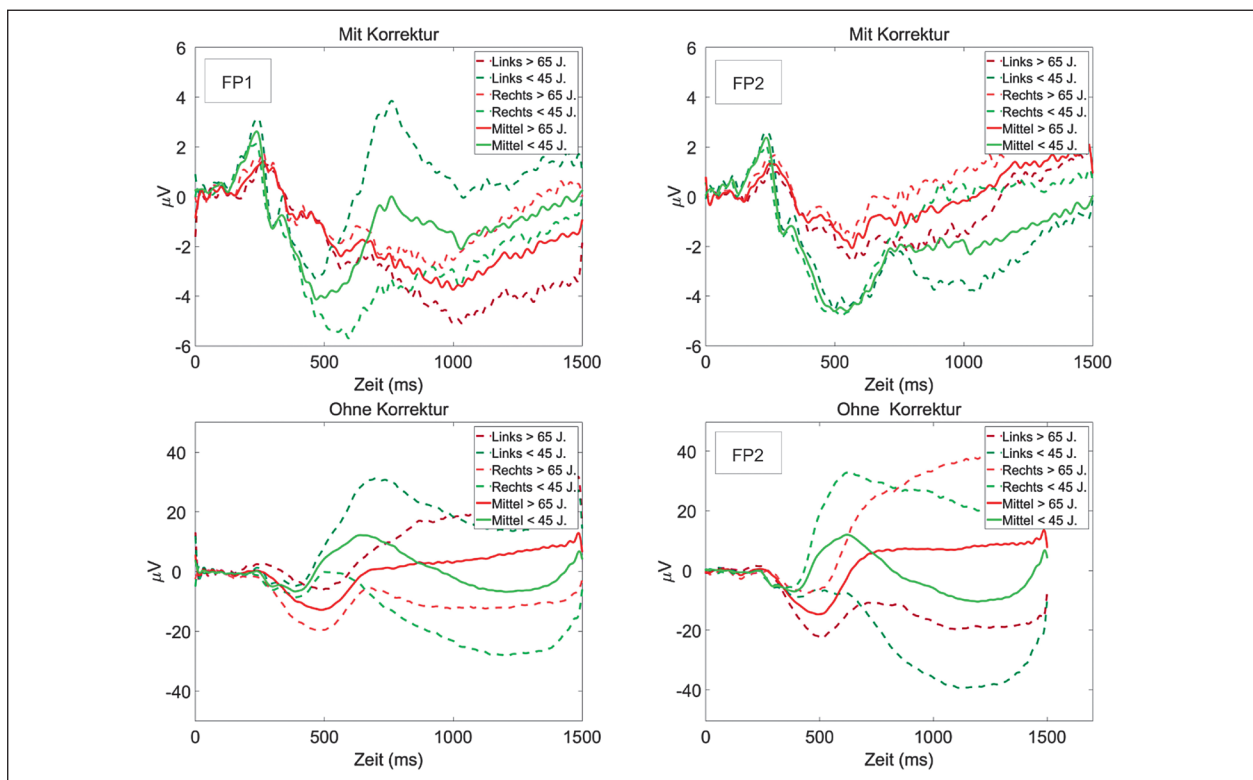 Mit Korrektur
6
4
2
0
-2
-4
-6
µV
FP1
Links > 65 J.
Links < 45 J.
Rechts > 65 J.
Rechts < 45 J.
Mittel > 65 J.
Mittel < 45 J.
0
500
1000
1500
Zeit (ms)
Mit Korrektur
6
4
2
0
-2
-4
-6
µV
FP2
Links > 65 J.
Links < 45 J.
Rechts > 65 J.
Rechts < 45 J.
Mittel > 65 J.
Mittel < 45 J.
0
500
1000
1500
Zeit (ms)
Ohne Korrektur
40
20
0
-20
-40
µV
Links > 65 J.
Links < 45 J.
Rechts > 65 J.
Rechts < 45 J.
Mittel > 65 J.
Mittel < 45 J.
0
500
1000
1500
Zeit (ms)
Ohne Korrektur
40
20
0
-20
-40
µV
FP2
Links > 65 J.
Links < 45 J.
Rechts > 65 J.
Rechts < 45 J.
Mittel > 65 J.
Mittel < 45 J.
0
500
1000
1500
Zeit (ms)